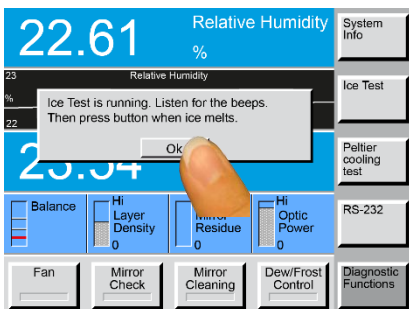 22.61
Relative Humidity
%
System
Info
23
Relative Humidity
%
22
Ice Test is running. Listen for the beeps.
Then press button when ice melts.
Ok
Ice Test
Peltier
cooling
test
Balance
Hi
Layer
Density
0
Mirror
Residue
0
Hi
Optic
Power
0
RS-232
Fan
Mirror
Check
Mirror
Cleaning
Dew/Frost
Control
Diagnostic
Functions